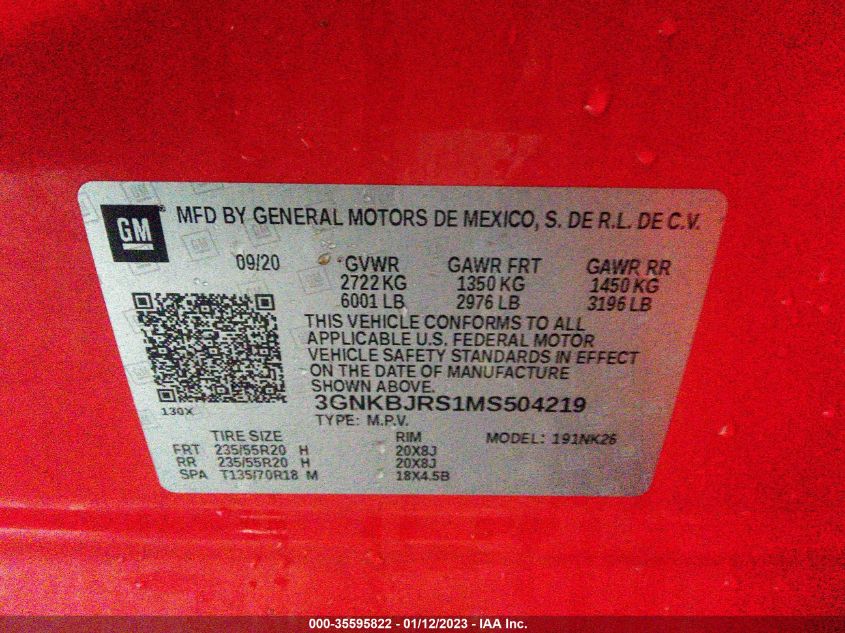 GM
MFD BY GENERAL MOTORS DE MEXICO, S. DE R.L. DE C.V.
09/20 GVWR GAWR FRT GAWR RR
2722 KG 1350 KG 1450 KG
6001 LB 2976 LB 3196 LB
THIS VEHICLE CONFORMS TO ALL
APPLICABLE U.S. FEDERAL MOTOR
VEHICLE SAFETY STANDARDS IN EFFECT
ON THE DATE OF MANUFACTURE
SHOWN ABOVE.
3GNKBJRS1MS504219
130X
TYPE: M.P.V.
TIRE SIZE RIM MODEL: 191NK26
FRT 235/55R20 H 20X8J
RR 235/55R20 H 20X8J
SPA T135/70R18 M 18X4.5B
000-35595822 - 01/12/2023 - IAA Inc.